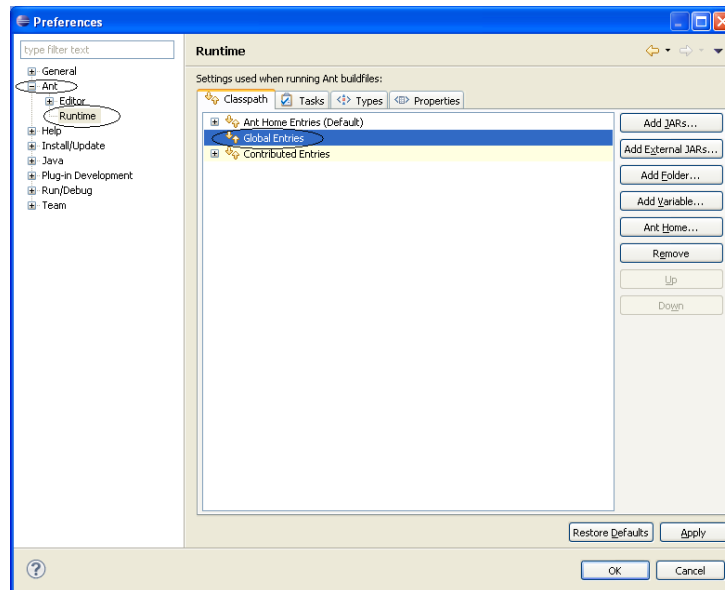 Preferences
type filter text
General
Ant
Editor
Runtime
Help
Install/Update
Java
Plug-in Development
Run/Debug
Team
Runtime
Settings used when running Ant buildfiles:
Classpath Tasks Types Properties
Ant Home Entries (Default)
Global Entries
Contributed Entries
Add JARs...
Add External JARs...
Add Folder...
Add Variable...
Ant Home...
Remove
Up
Down
Restore Defaults Apply
? OK Cancel